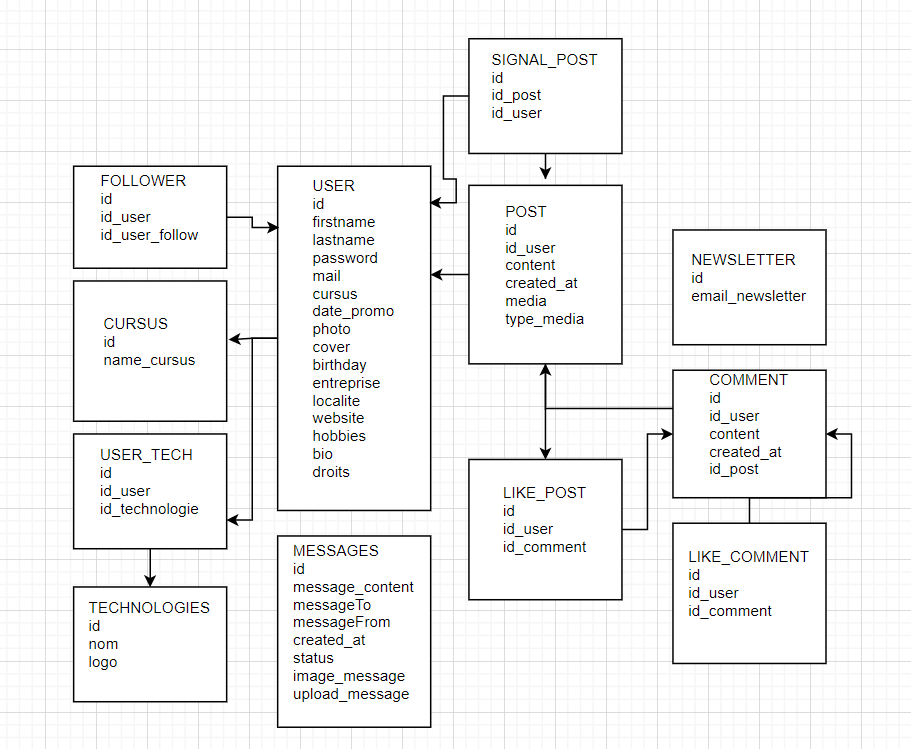 SIGNAL_POST
id
id_post
id_user
FOLLOWER
id
id_user
id_user_follow
USER
id
firstname
lastname
password
mail
cursus
date_promo
photo
cover
birthday
entreprise
localite
website
hobbies
bio
droits
POST
id
id_user
content
created_at
media
type_media
NEWSLETTER
id
email_newsletter
CURSUS
id
name_cursus
COMMENT
id
id_user
content
created_at
id_post
USER_TECH
id
id_user
id_technologie
LIKE_POST
id
id_user
id_comment
MESSAGES
id
message_content
messageTo
messageFrom
created_at
status
image_message
upload_message
LIKE_COMMENT
id
id_user
id_comment
TECHNOLOGIES
id
nom
logo